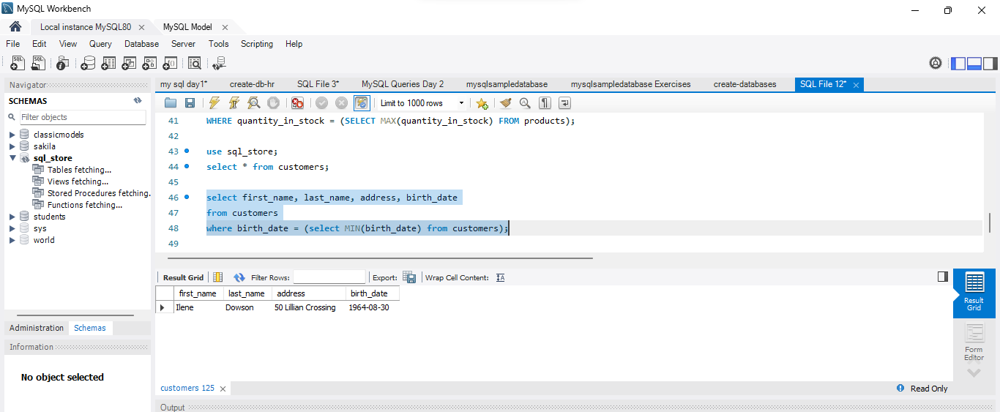 MySQL Workbench
Local instance MySQL80
MySQL Model
File Edit View Query Database Server Tools Scripting Help
Navigator
SCHEMAS
Filter objects
classicmodels
sakila
sql_store
Tables fetching...
Views fetching...
Stored Procedures fetching.
Functions fetching...
students
sys
world
Administration Schemas
Information
No object selected
my sql day1* create-db-hr SQL File 3* MySQL Queries Day 2 mysqlsampledatabase mysqlsampledatabase Exercises create-databases SQL File 12*
Limit to 1000 rows
41 WHERE quantity_in_stock = (SELECT MAX(quantity_in_stock) FROM products);
42
43 use sql_store;
44 select * from customers;
45
46 select first_name, last_name, address, birth_date
47 from customers
48 where birth_date = (select MIN(birth_date) from customers);
49
Result Grid Filter Rows: Export: Wrap Cell Content:
first_name last_name address birth_date
Ilene Dowson 50 Lillian Crossing 1964-08-30
Result
Grid
Form
Editor
customers 125
Read Only
Output